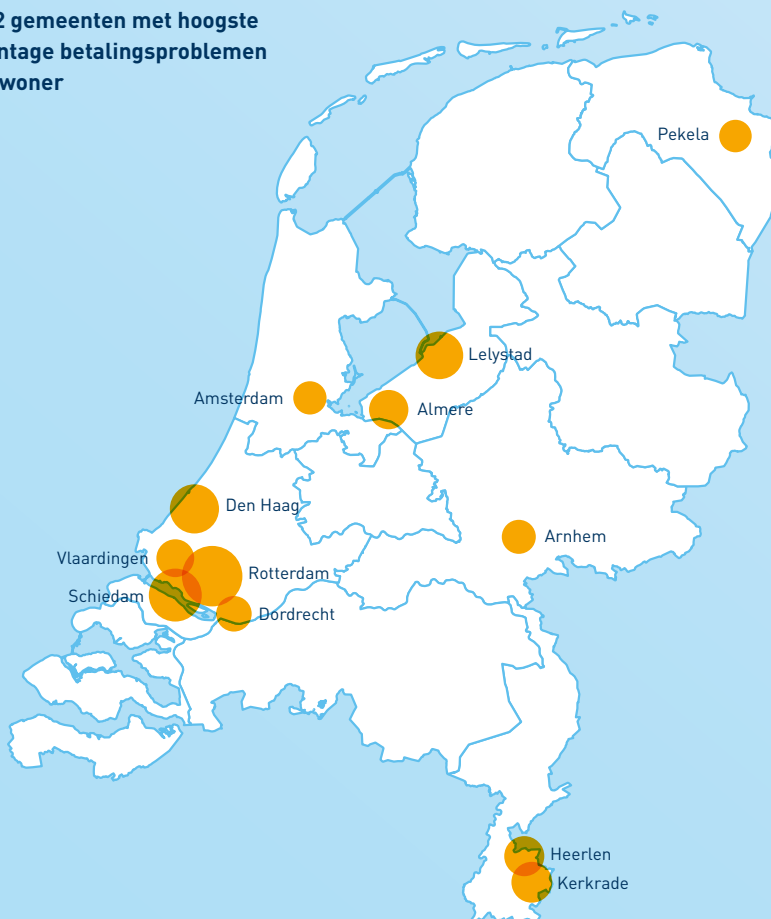 2 gemeenten met hoogste
ntage betalingsproblemen
woner
Pekela
Lelystad
Amsterdam
Almere
Den Haag
Arnhem
Vlaardingen
Rotterdam
Schiedam
Dordrecht
Heerlen
Kerkrade